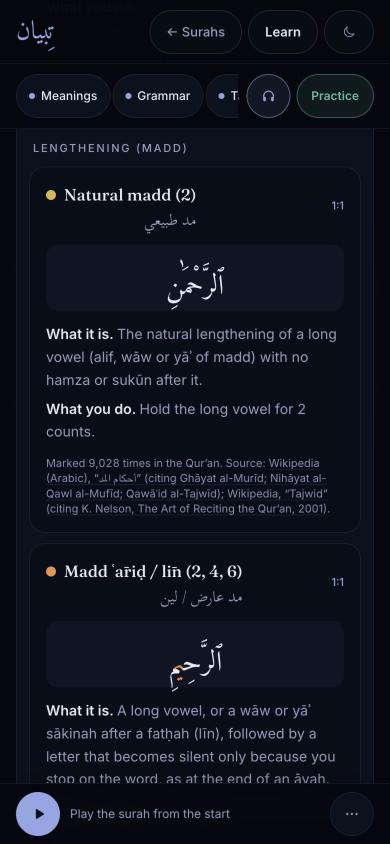 تِبيان
← Surahs
Learn
Meanings
Grammar
Practice
LENGTHENING (MADD)
Natural madd (2)
1:1
مد طبيعي
ٱلرَّحْمَٰنِ
What it is. The natural lengthening of a long
vowel (alif, wāw or yāʾ of madd) with no
hamza or sukūn after it.
What you do. Hold the long vowel for 2
counts.
Marked 9,028 times in the Qur’an. Source: Wikipedia
(Arabic), “أحكام المد” (citing Ghāyat al-Murīd; Nihāyat al-
Qawl al-Mufīd; Qawāʿid al-Tajwīd); Wikipedia, “Tajwid”
(citing K. Nelson, The Art of Reciting the Qur’an, 2001).
Madd ʿāriḍ / līn (2, 4, 6)
1:1
مد عارض / لين
ٱلرَّحِيمِ
What it is. A long vowel, or a wāw or yāʾ
sākinah after a fatḥah (līn), followed by a
letter that becomes silent only because you
stop on the word, as at the end of an āyah.
Play the surah from the start